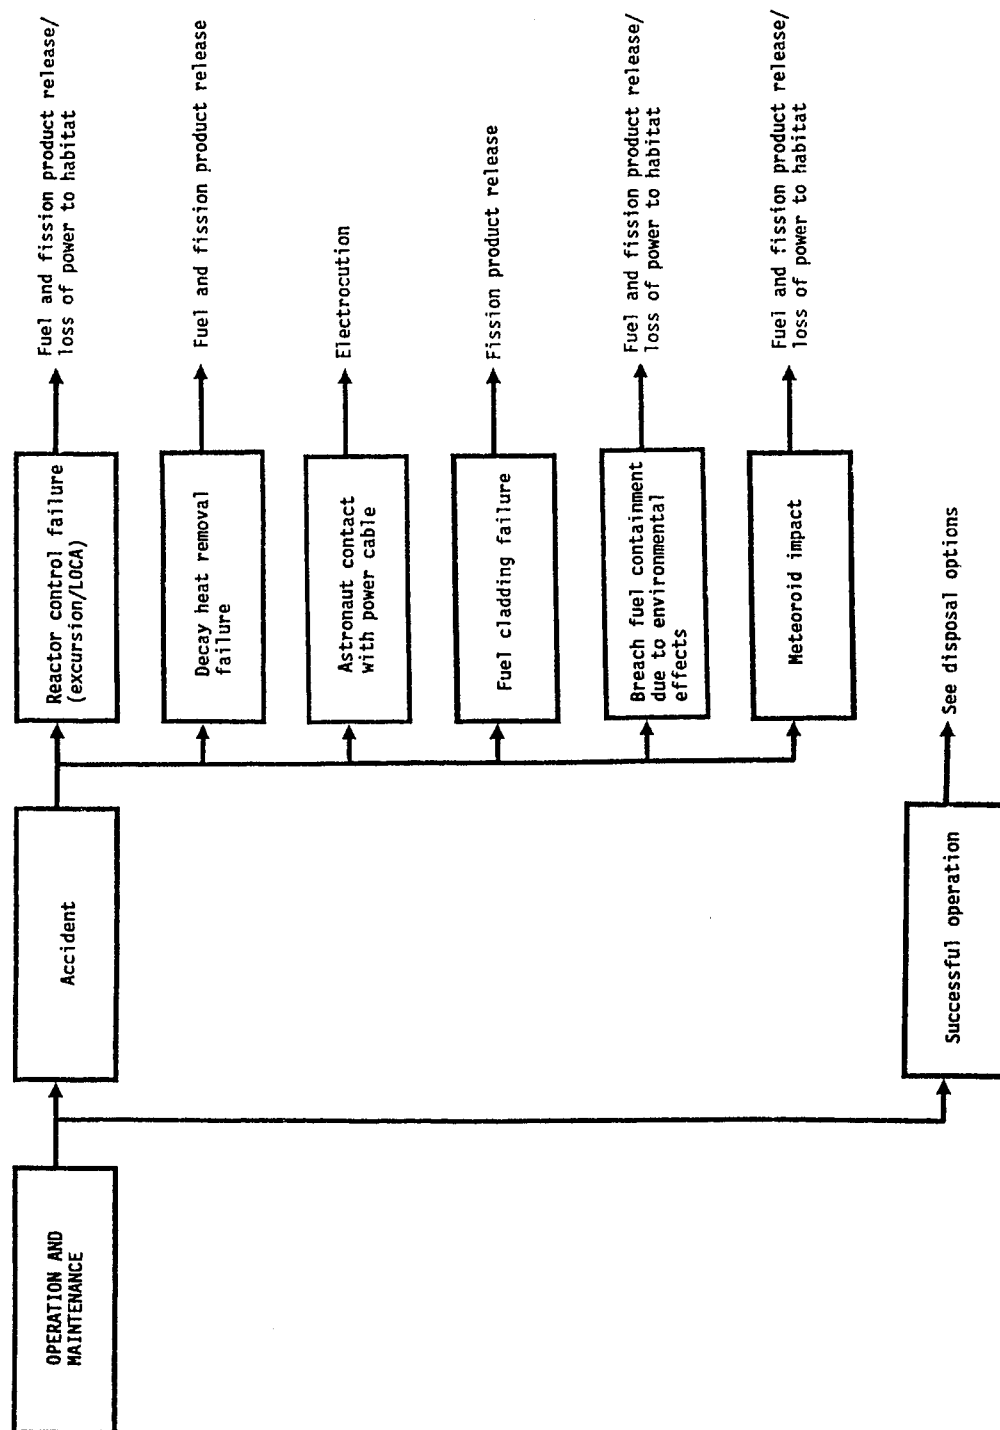 OPERATION AND
MAINTENANCE
Accident
Reactor control failure
(excursion/LOCA)
Fuel and fission product release/
loss of power to habitat
Decay heat removal
failure
Fuel and fission product release
Astronaut contact
with power cable
Electrocution
Fuel cladding failure
Fission product release
Breach fuel containment
due to environmental
effects
Fuel and fission product release/
loss of power to habitat
Meteoroid impact
Fuel and fission product release/
loss of power to habitat
Successful operation
See disposal options